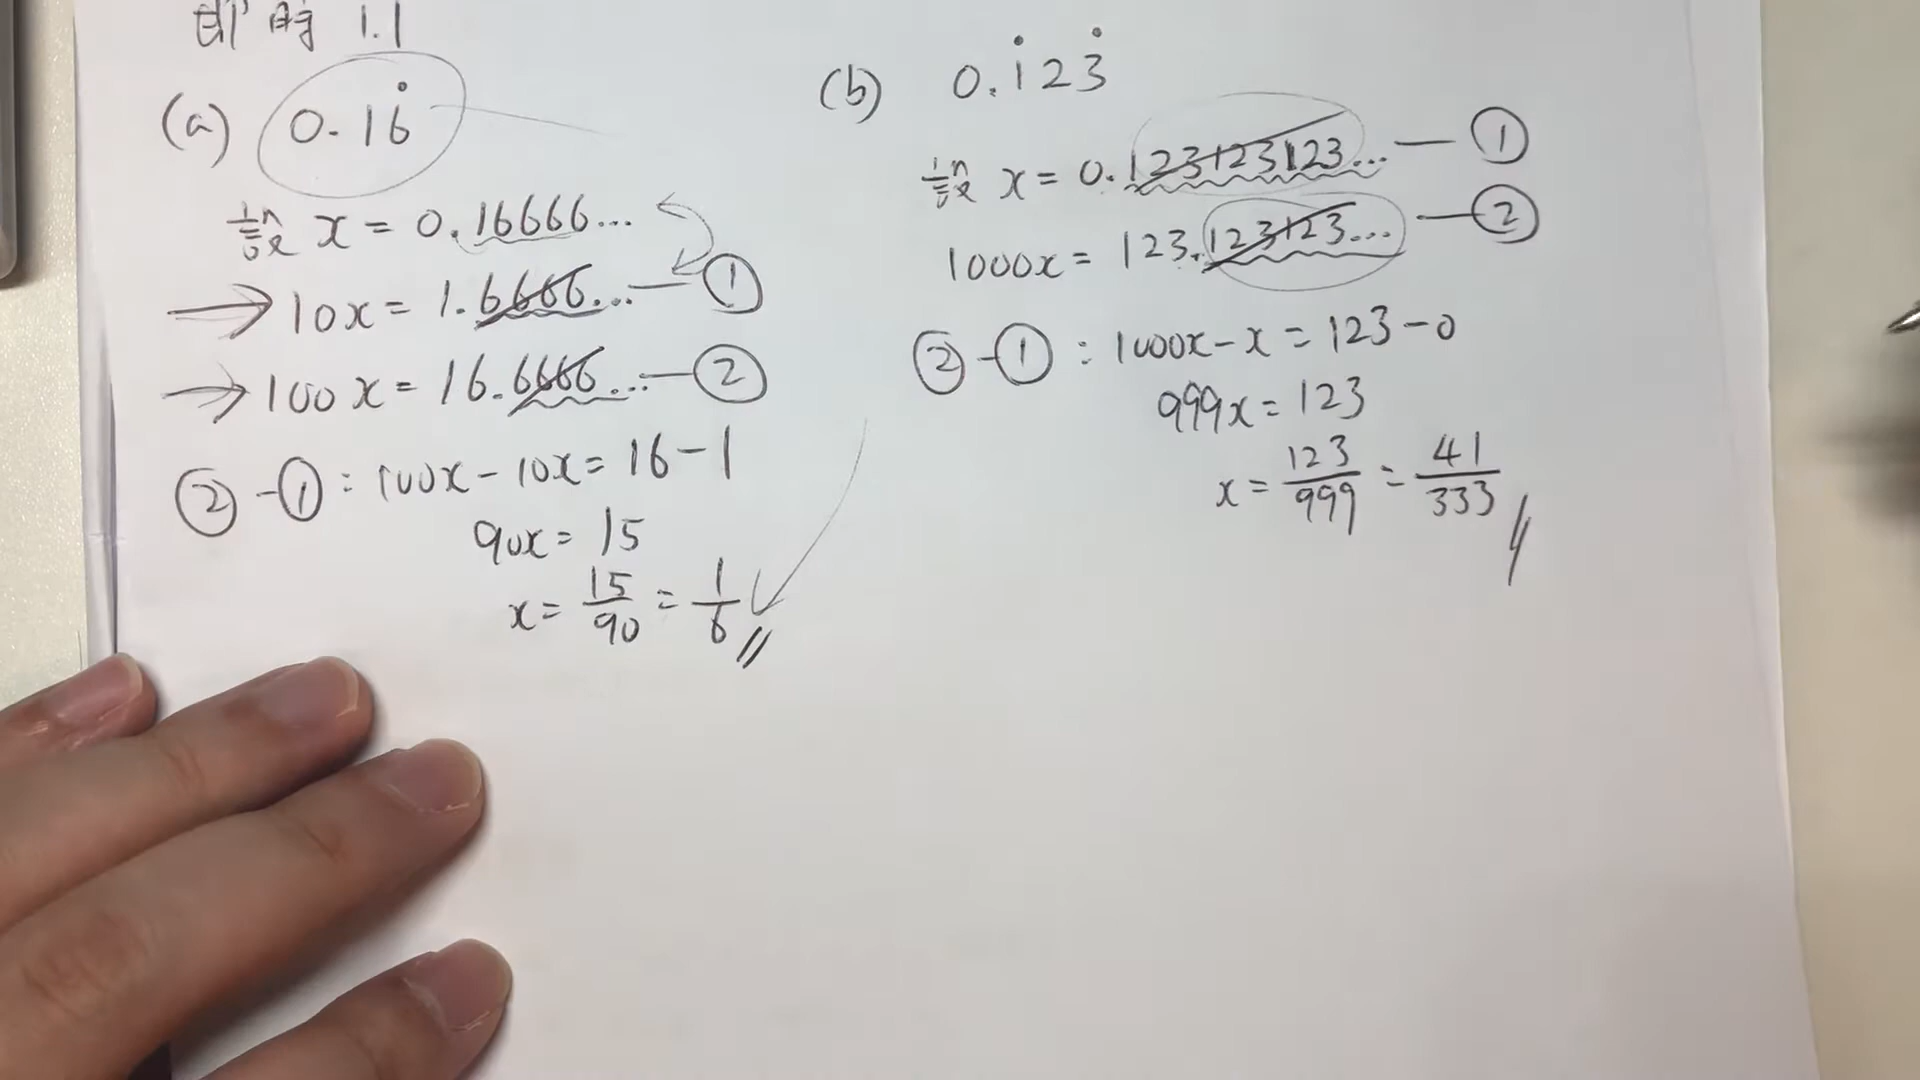 即時 1.1
(a) 0.16̇
設 x = 0.16666...
→ 10x = 1.6666... — ①
→ 100x = 16.6666... — ②
② - ① : 100x - 10x = 16 - 1
90x = 15
x = 15/90 = 1/6 //
(b) 0.1̇23̇
設 x = 0.123123123... — ①
1000x = 123.123123... — ②
② - ① : 1000x - x = 123 - 0
999x = 123
x = 123/999 = 41/333 //